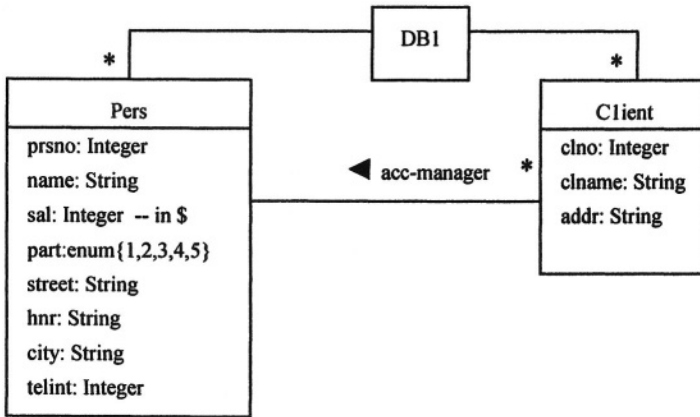 DB1
*
*
Pers
prsno: Integer
name: String
sal: Integer -- in $
part:enum{1,2,3,4,5}
street: String
hnr: String
city: String
telint: Integer
◄ acc-manager
*
Client
clno: Integer
clname: String
addr: String